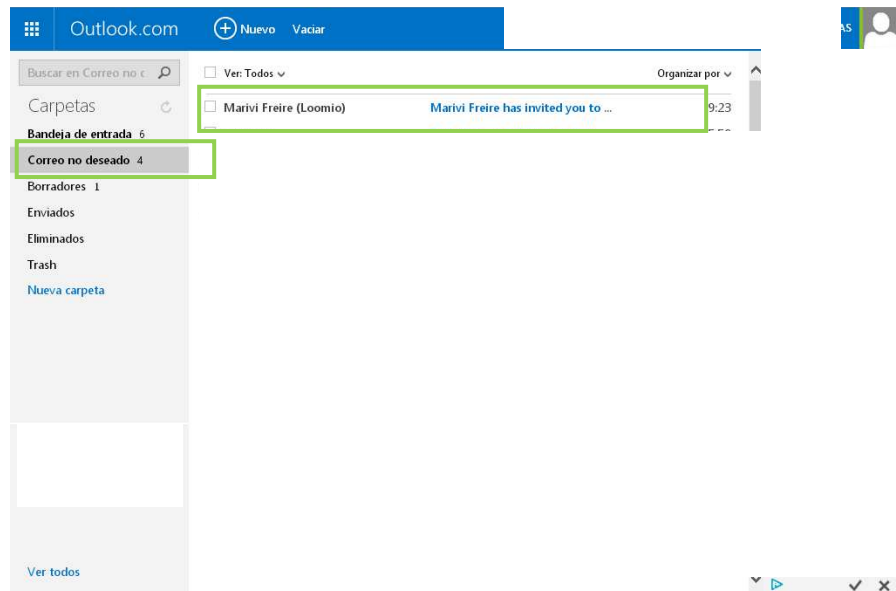 Outlook.com Nuevo Vaciar AS
Buscar en Correo no c
Ver: Todos Organizar por
Carpetas
Marivi Freire (Loomio) Marivi Freire has invited you to ... 9:23
Bandeja de entrada 6
Correo no deseado 4
Borradores 1
Enviados
Eliminados
Trash
Nueva carpeta
Ver todos